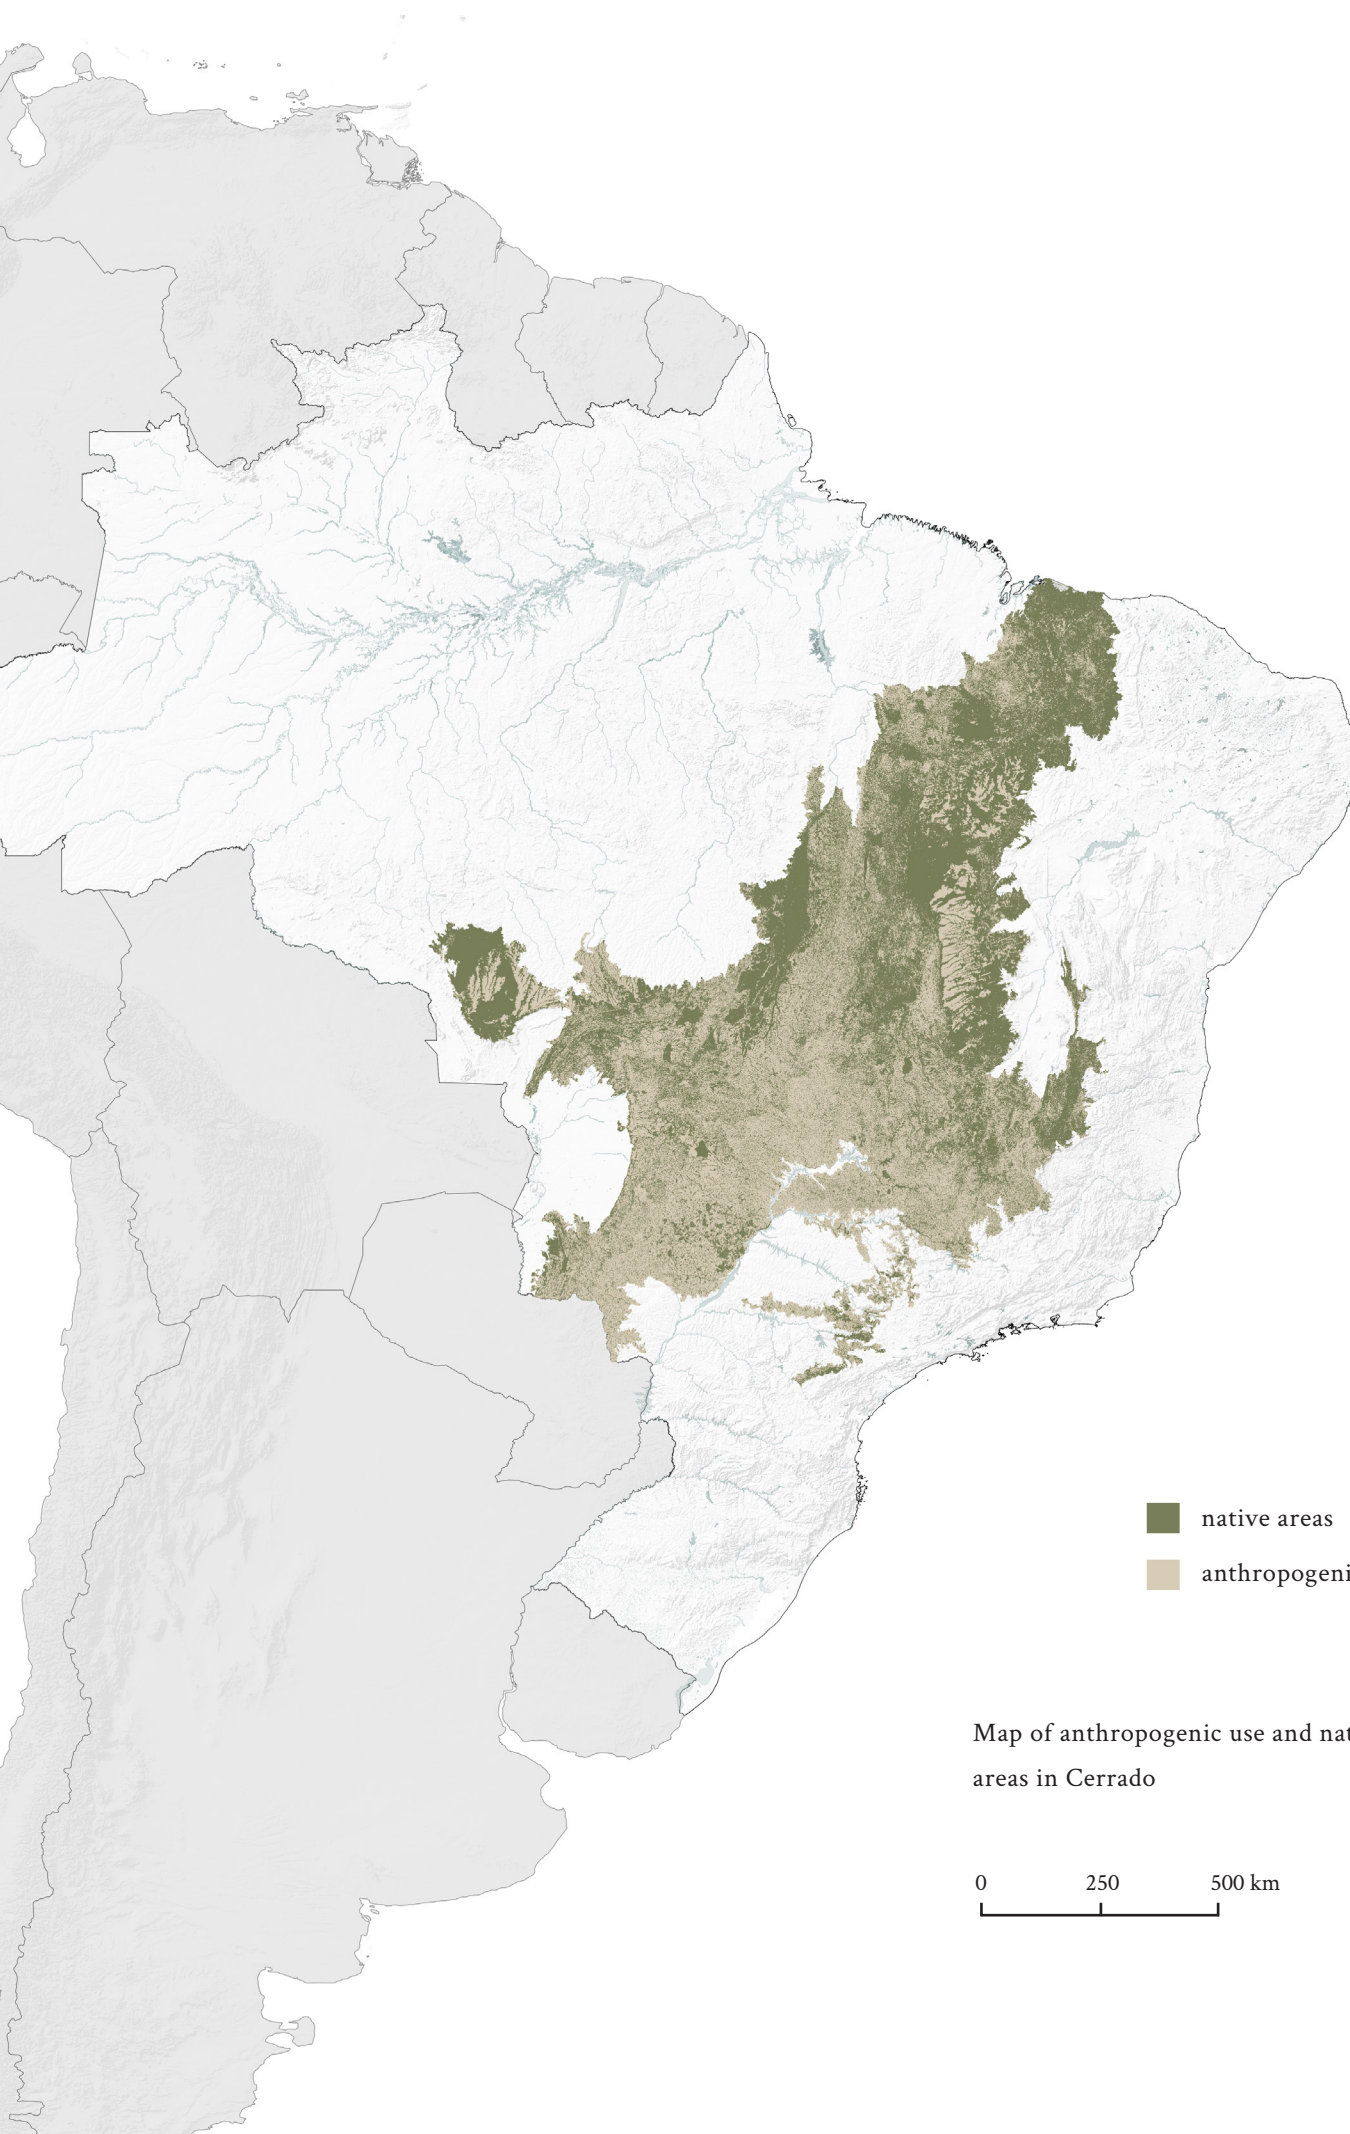 native areas
anthropogeni
Map of anthropogenic use and nat
areas in Cerrado
0 250 500 km